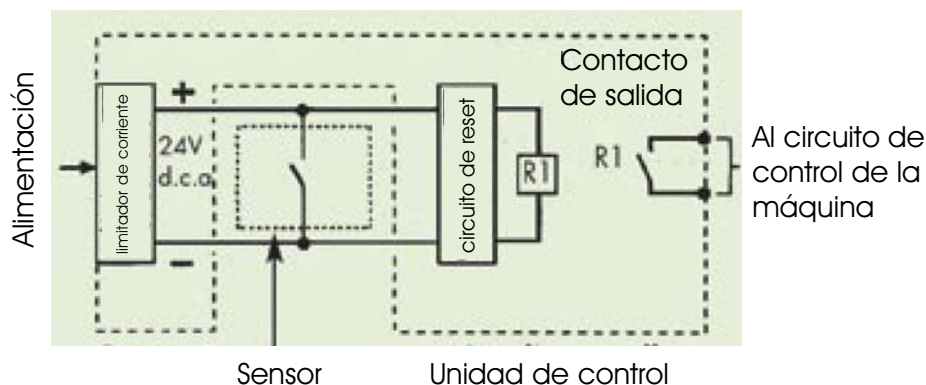 Alimentación
limitador de corriente
+
24V
d.c.a
−
circuito de reset
R1
Contacto
de salida
R1
Al circuito de
control de la
máquina
Sensor
Unidad de control